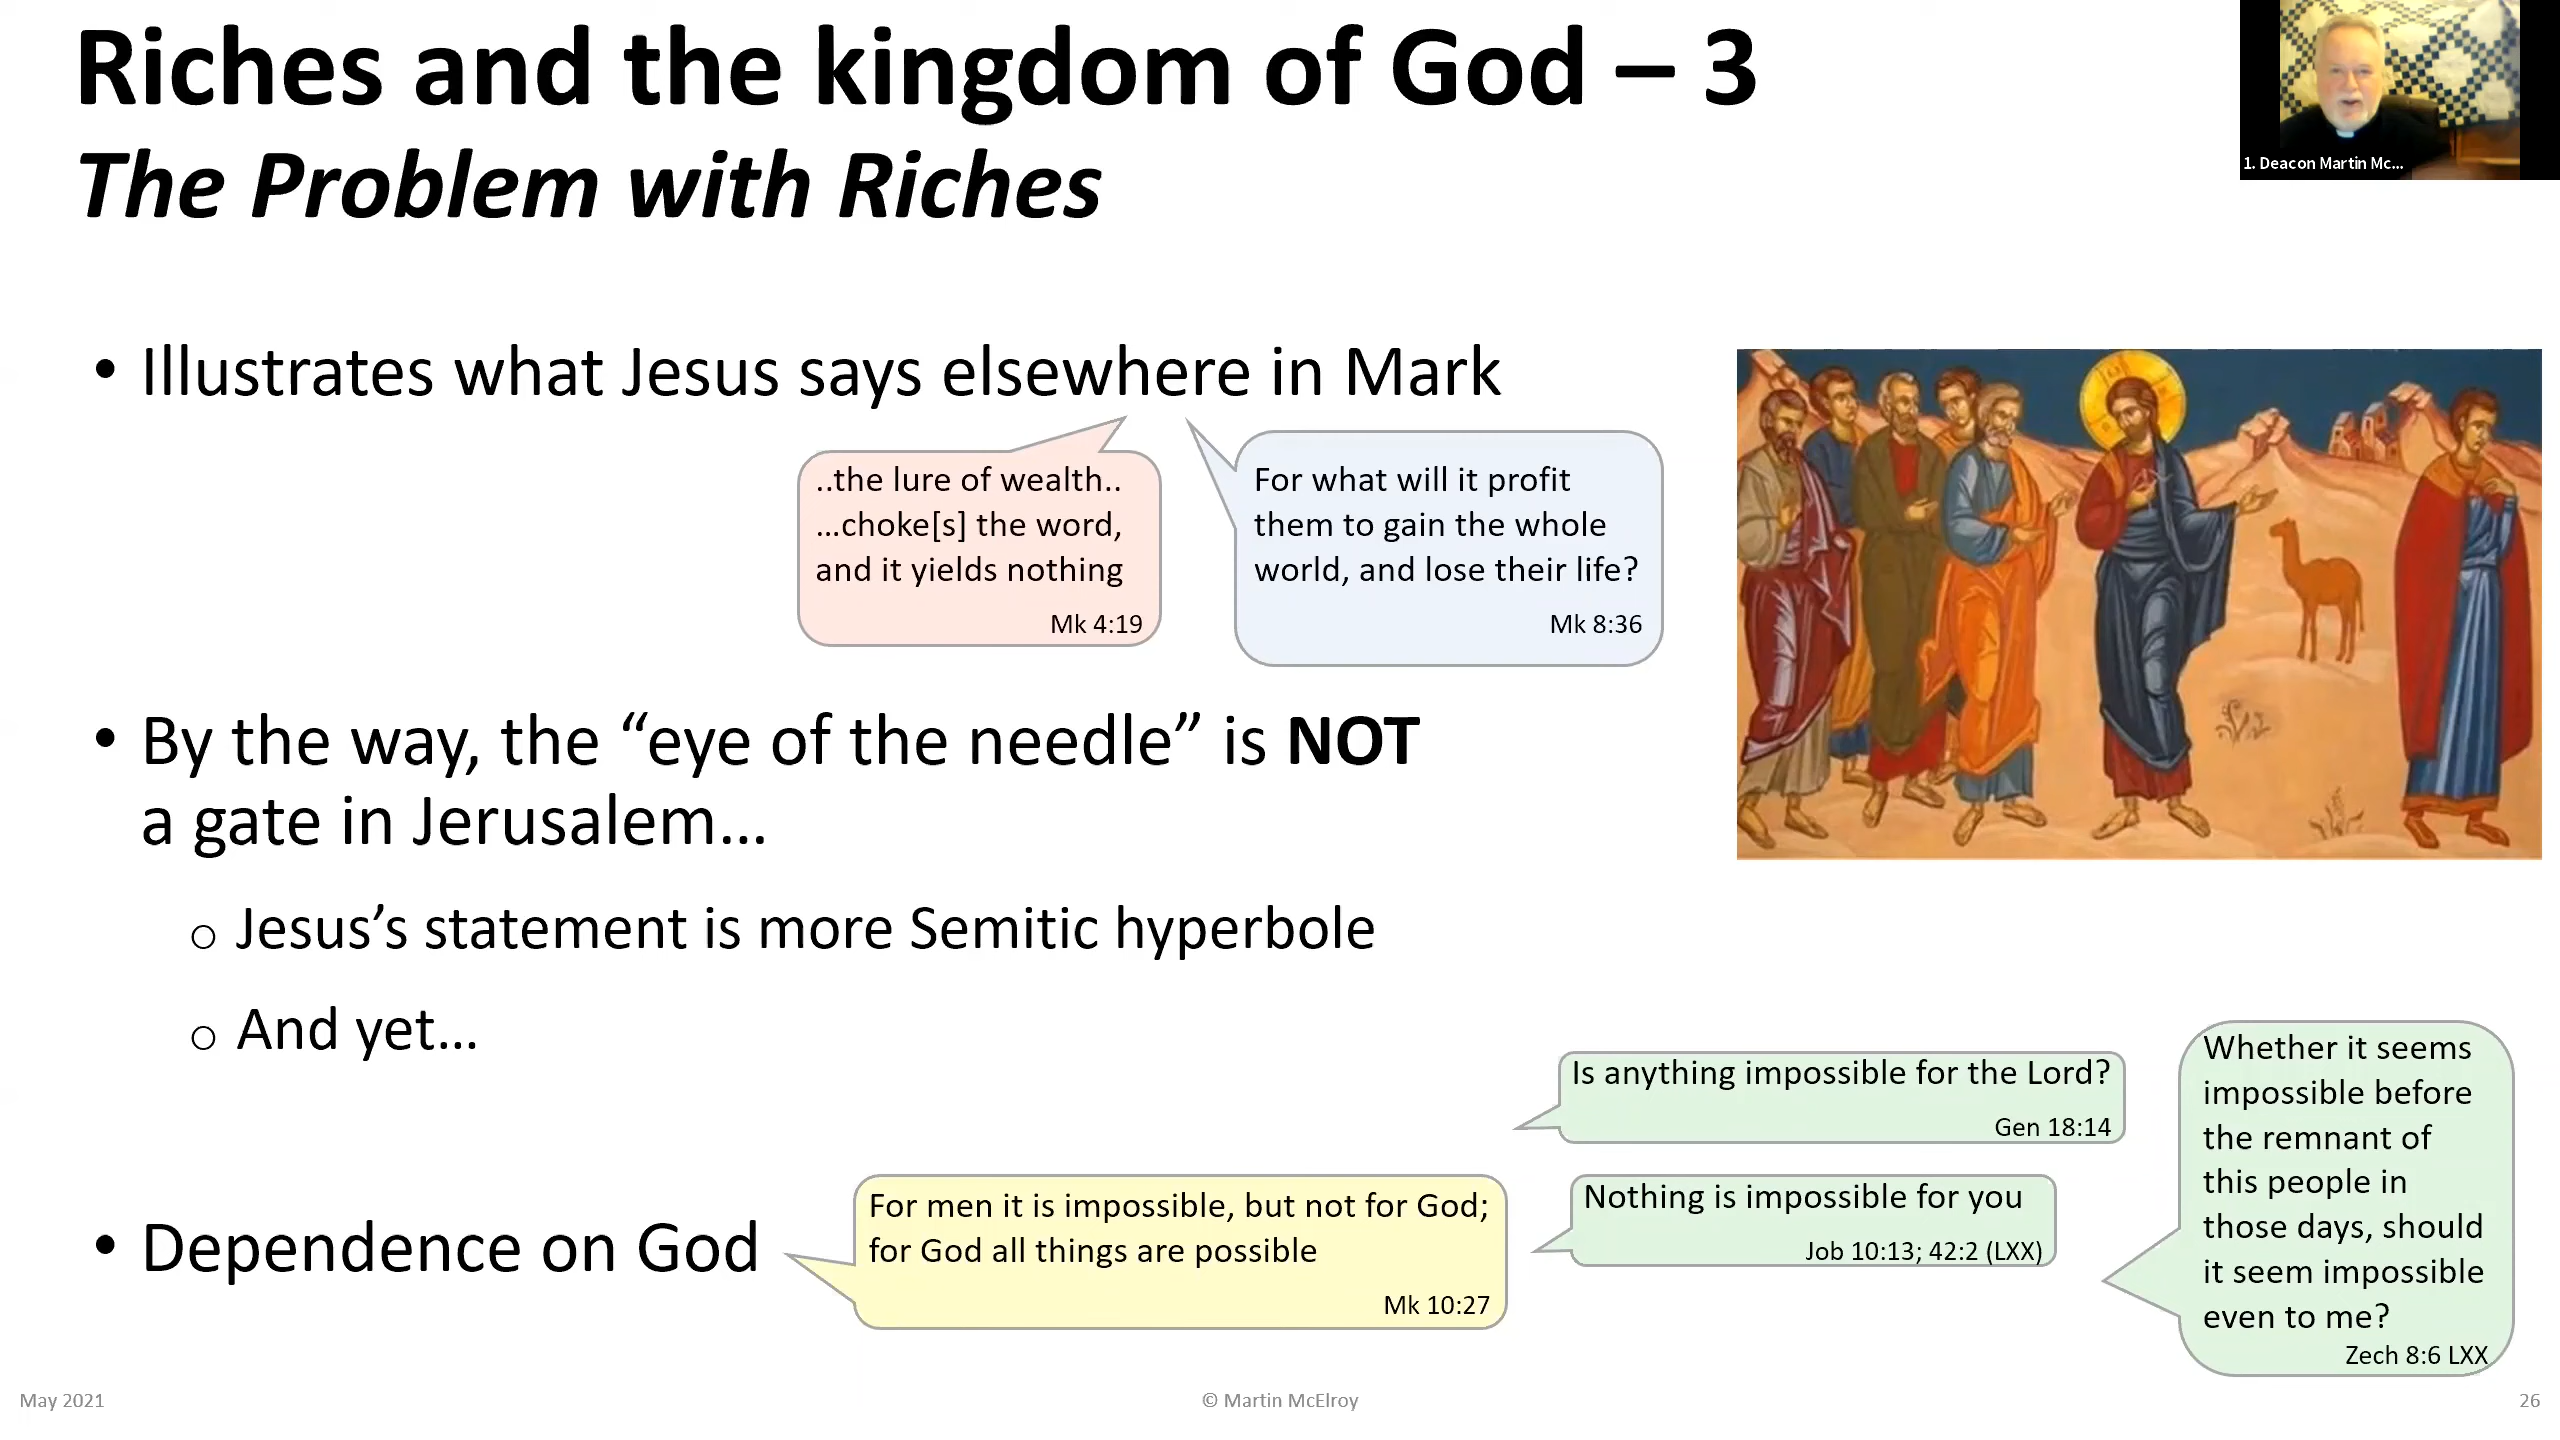 Riches and the kingdom of God – 3
The Problem with Riches
1. Deacon Martin Mc...
• Illustrates what Jesus says elsewhere in Mark
..the lure of wealth..
...choke[s] the word,
and it yields nothing
Mk 4:19
For what will it profit
them to gain the whole
world, and lose their life?
Mk 8:36
• By the way, the “eye of the needle” is NOT
a gate in Jerusalem...
o Jesus’s statement is more Semitic hyperbole
o And yet...
Is anything impossible for the Lord?
Gen 18:14
• Dependence on God
For men it is impossible, but not for God;
for God all things are possible
Mk 10:27
Nothing is impossible for you
Job 10:13; 42:2 (LXX)
Whether it seems
impossible before
the remnant of
this people in
those days, should
it seem impossible
even to me?
Zech 8:6 LXX
May 2021
© Martin McElroy
26